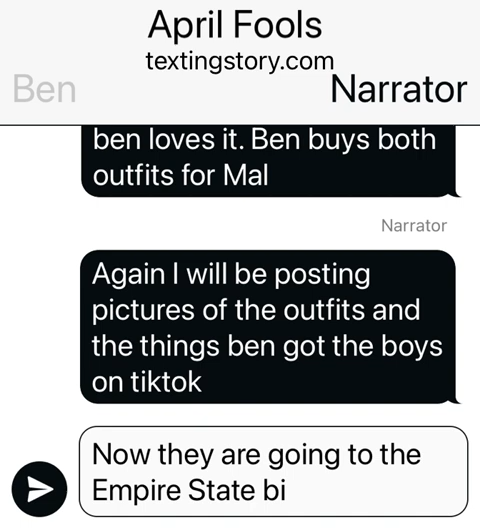 April Fools
textingstory.com
Ben Narrator
ben loves it. Ben buys both
outfits for Mal
Narrator
Again I will be posting
pictures of the outfits and
the things ben got the boys
on tiktok
Now they are going to the
Empire State bi